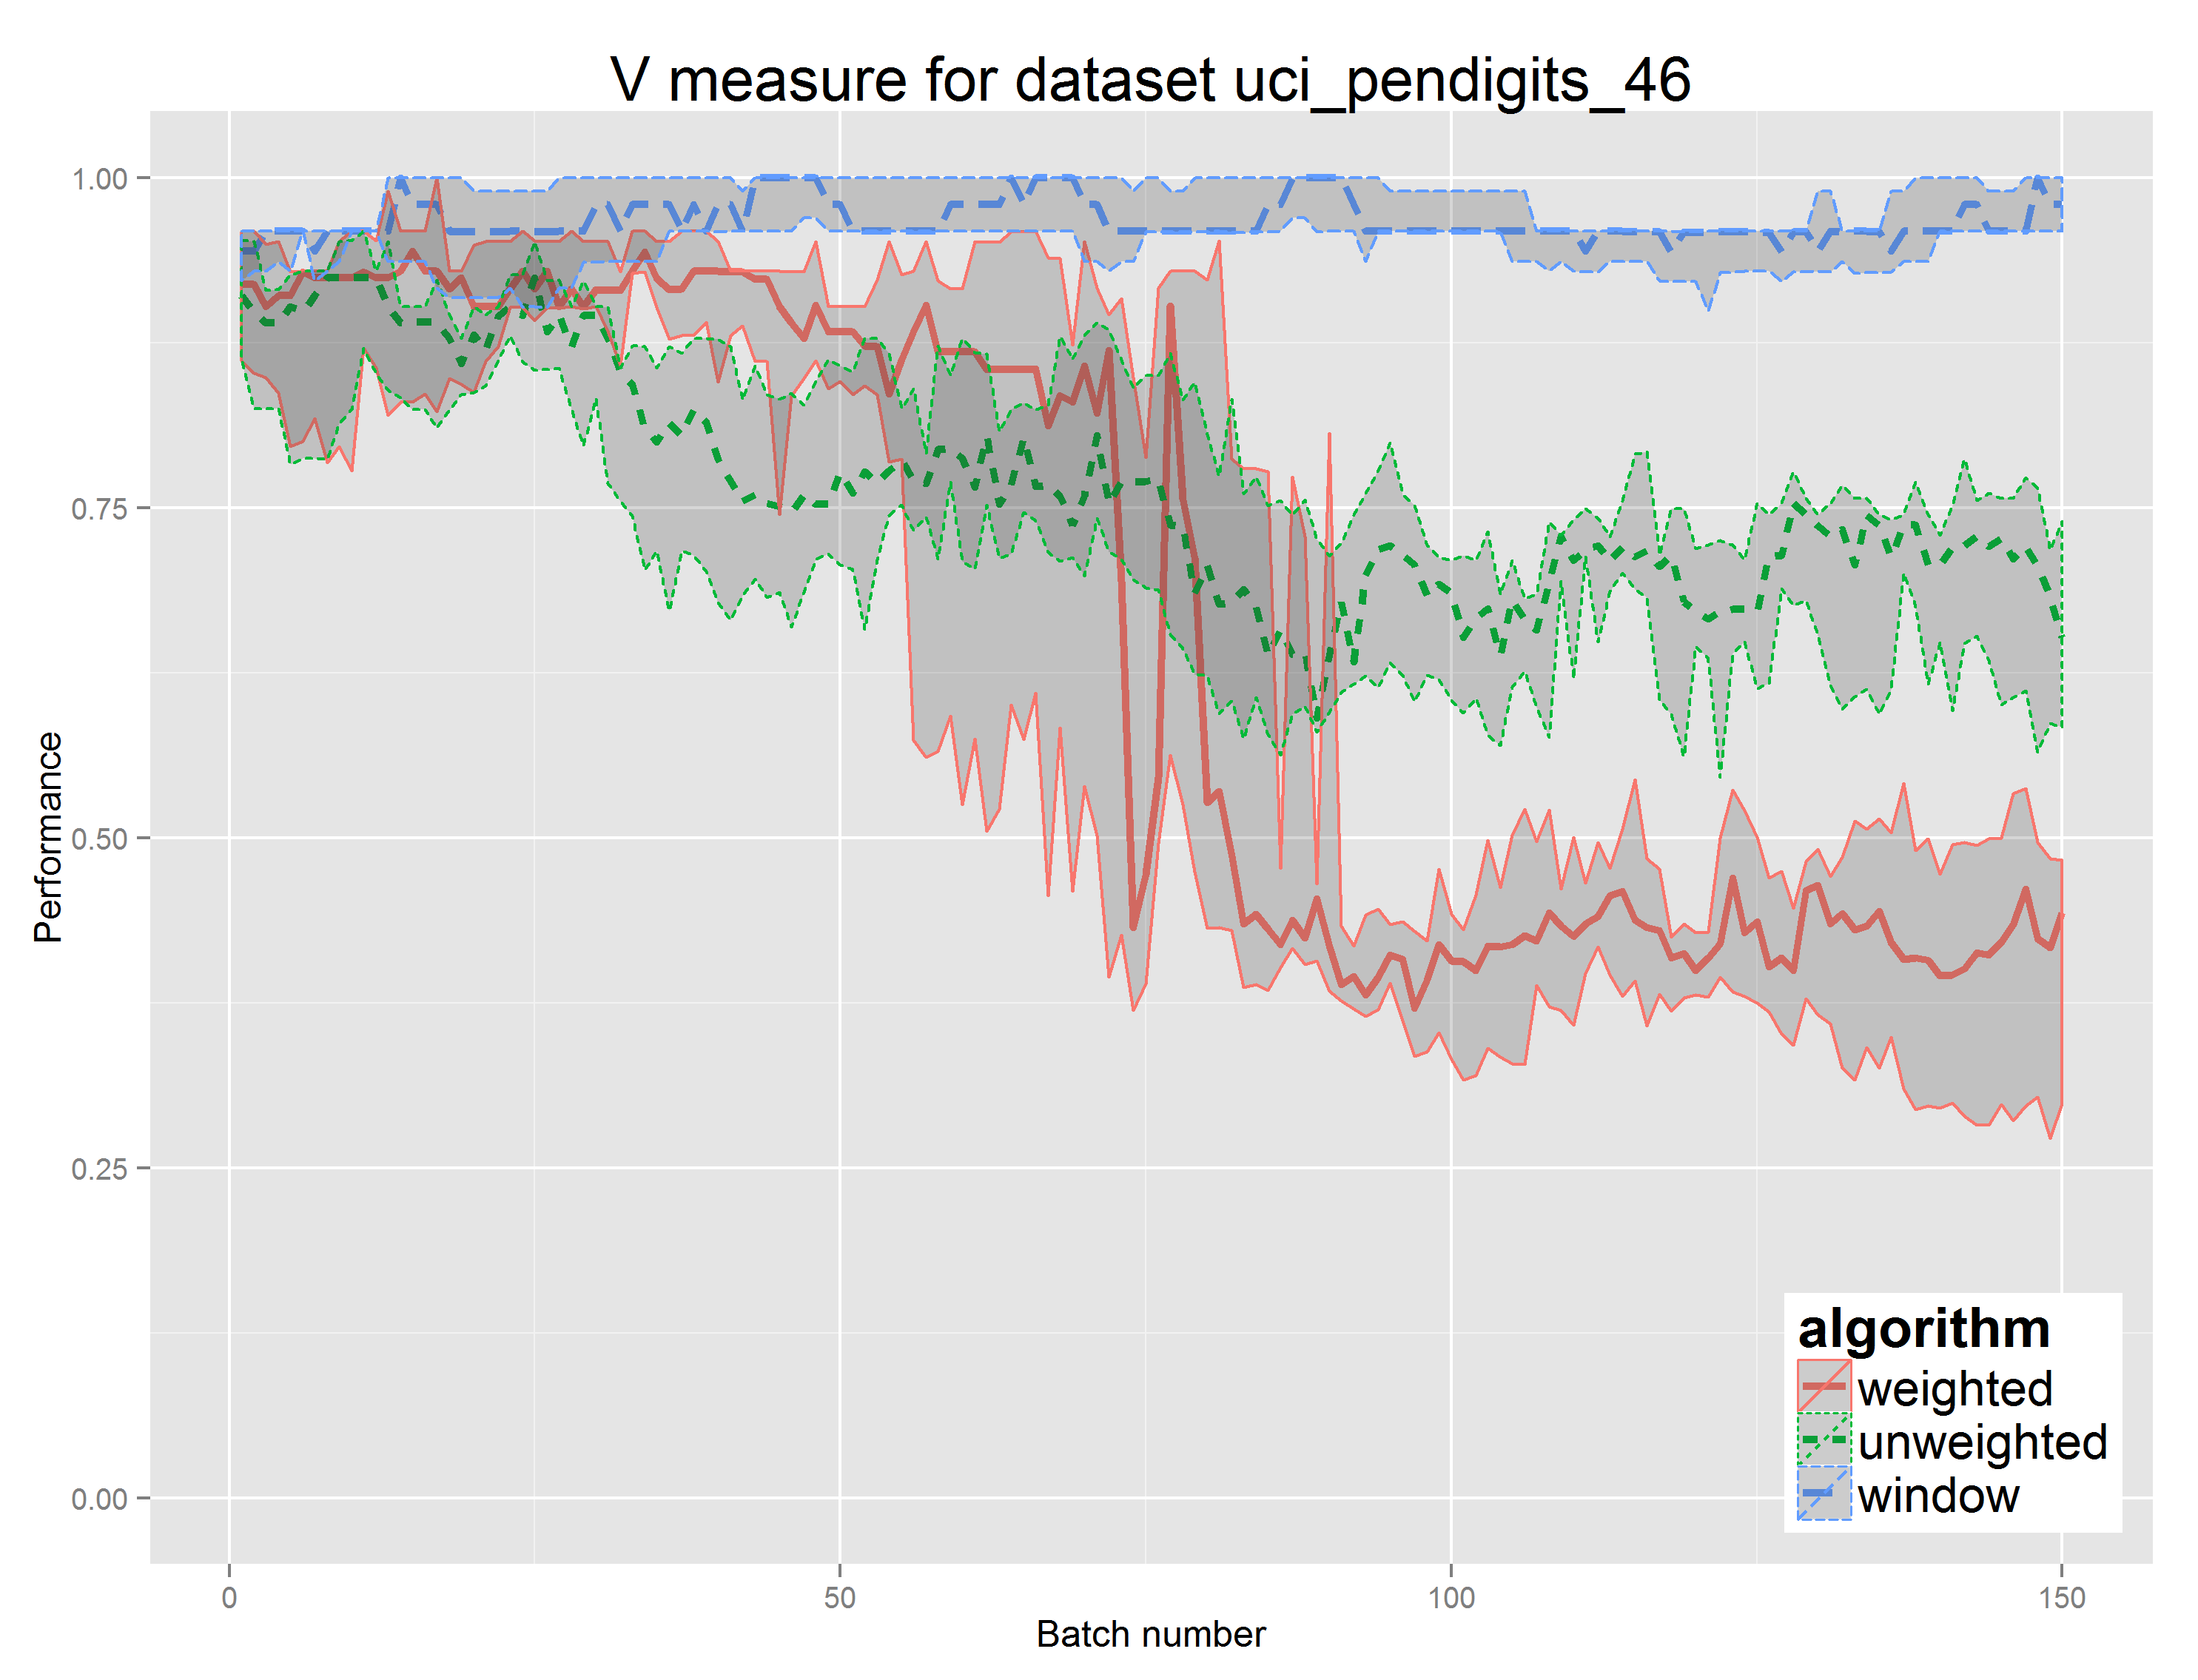 V measure for dataset uci_pendigits_46
1.00
0.75
0.50
0.25
0.00
Performance
0
50
100
150
Batch number
algorithm
weighted
unweighted
window